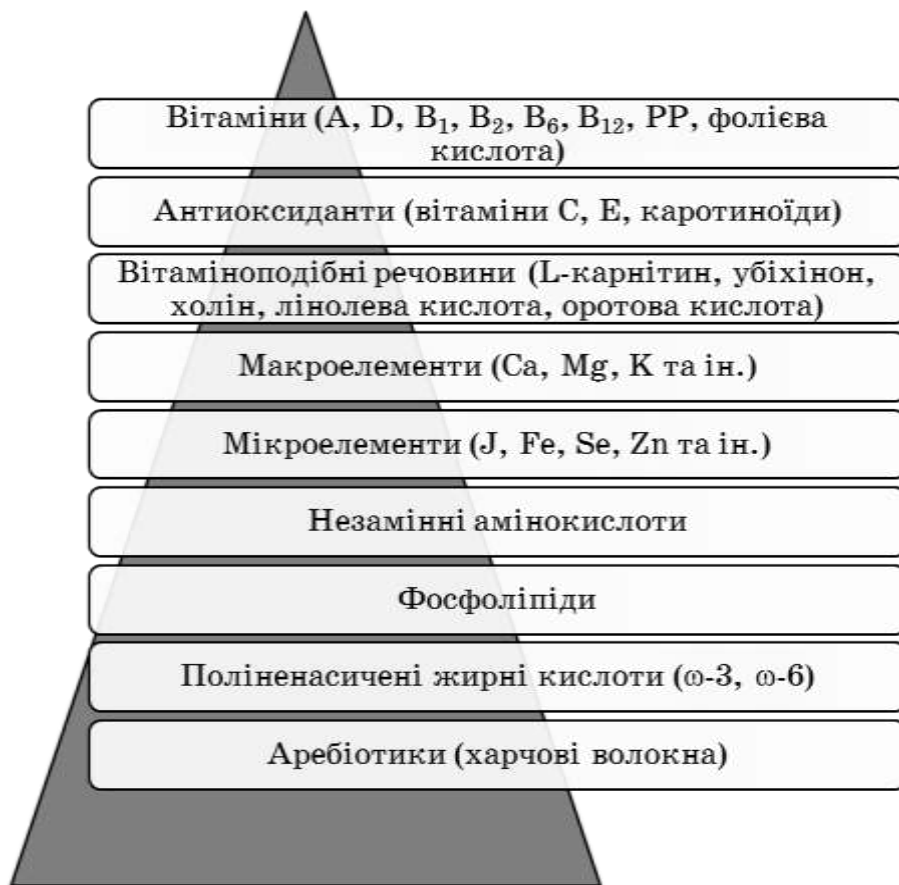 Вітаміни (A, D, B₁, B₂, B₆, B₁₂, PP, фолієва
кислота)
Антиоксиданти (вітаміни C, E, каротиноїди)
Вітаміноподібні речовини (L-карнітин, убіхінон,
холін, лінолева кислота, оротова кислота)
Макроелементи (Ca, Mg, K та ін.)
Мікроелементи (J, Fe, Se, Zn та ін.)
Незамінні амінокислоти
Фосфоліпіди
Поліненасичені жирні кислоти (ω-3, ω-6)
Аребіотики (харчові волокна)